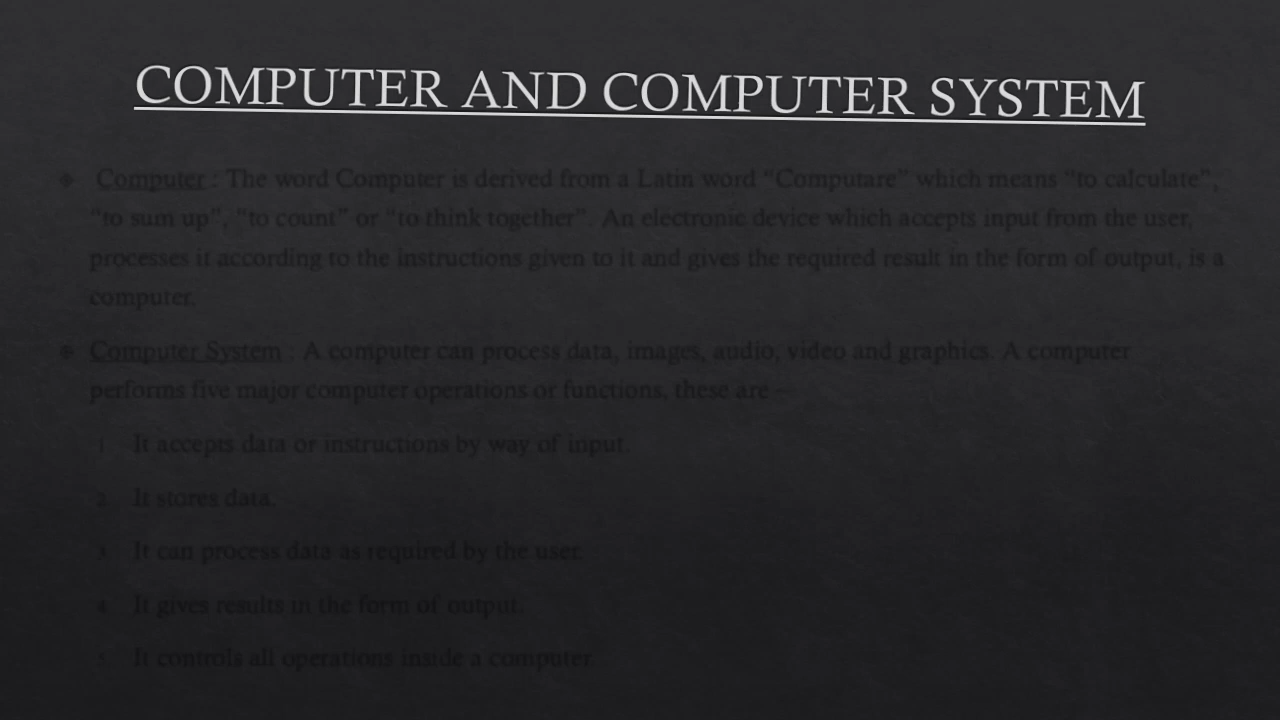 COMPUTER AND COMPUTER SYSTEM
Computer : The word Computer is derived from a Latin word “Computare” which means “to calculate”,
“to sum up”, “to count” or “to think together”. An electronic device which accepts input from the user,
processes it according to the instructions given to it and gives the required result in the form of output, is a
computer.
Computer System : A computer can process data, images, audio, video and graphics. A computer
performs five major computer operations or functions, these are –
1. It accepts data or instructions by way of input.
2. It stores data.
3. It can process data as required by the user.
4. It gives results in the form of output.
5. It controls all operations inside a computer.